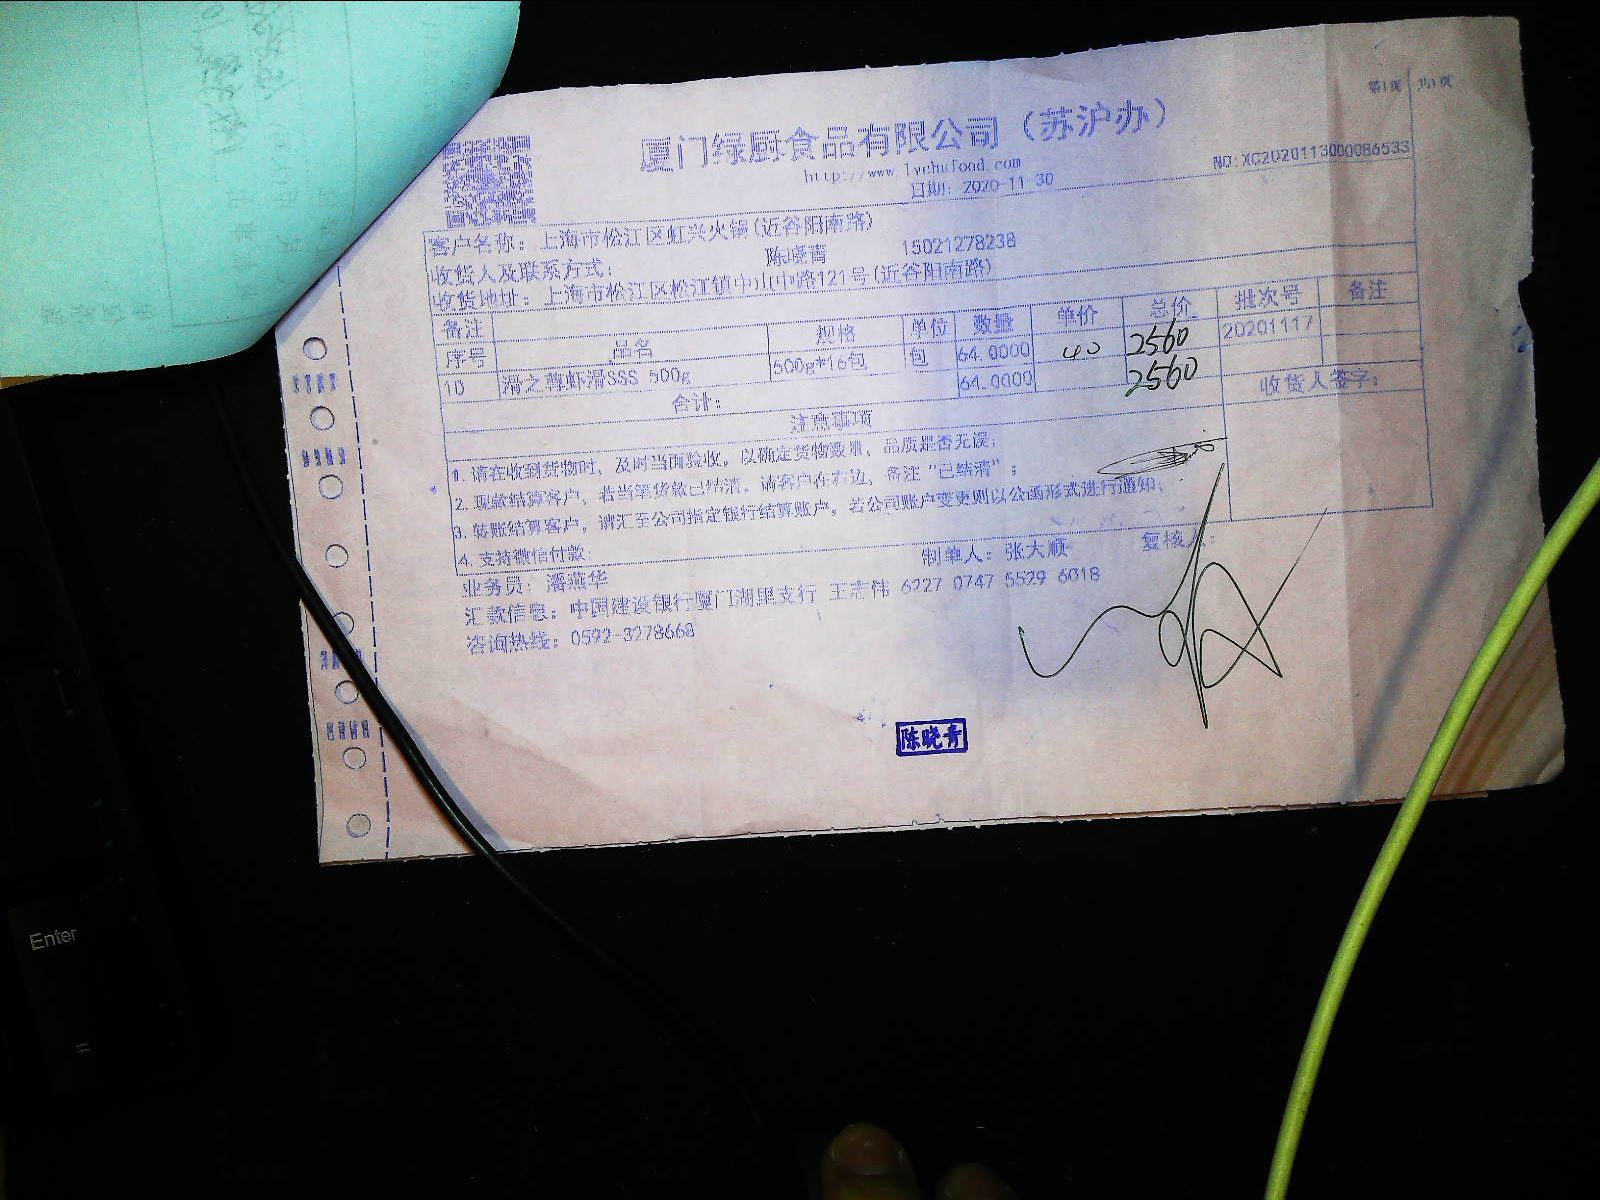 第1页 共1页
厦门绿厨食品有限公司（苏沪办）
http://www.lvchufood.com
日期：2020-11-30
NO:XC2020113000086533
客户名称：上海市松江区虹兴火锅(近谷阳南路)
收货人及联系方式： 陈晓青 15021278238
收货地址：上海市松江区松江镇中山中路121号(近谷阳南路)
备注
序号 品名 规格 单位 数量 单价 总价 批次号 备注
10 滑之尊虾滑SSS 500g 500g*16包 包 64.0000 40 2560 20201117
合计： 64.0000 2560
注意事项 收货人签字：
1. 请在收到货物时，及时当面验收，以确定货物数量，品质是否无误；
2. 现款结算客户，若当笔货款已结清，请客户在右边，备注“已结清”；
3. 转账结算客户，请汇至公司指定银行结算账户。若公司账户变更则以公函形式进行通知；
4. 支持微信付款；
业务员：潘燕华 制单人：张大顺 复核人：
汇款信息：中国建设银行厦门湖里支行 王志伟 6227 0747 5529 6018
咨询热线：0592-3278668
陈晓青
Enter